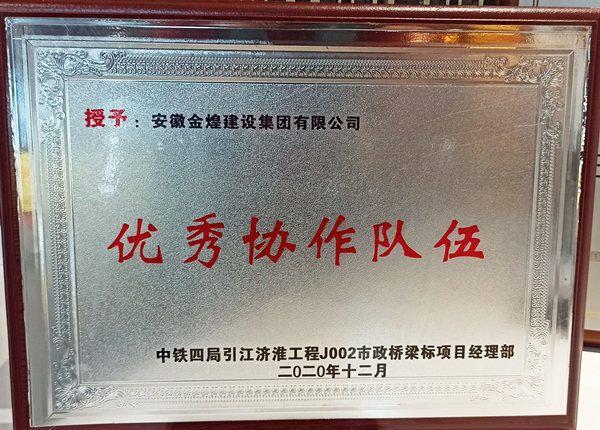 授予：安徽金煌建设集团有限公司
优秀协作队伍
中铁四局引江济淮工程J002市政桥梁标项目经理部
二0二0年十二月